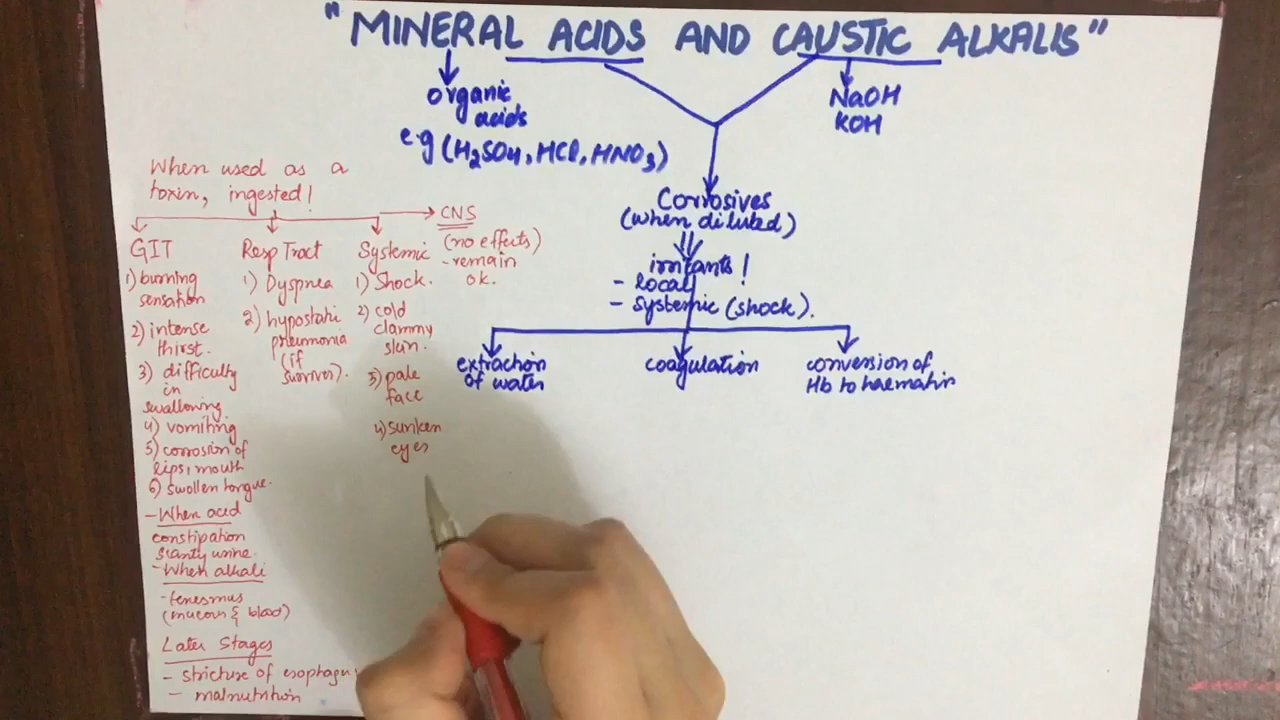 "MINERAL ACIDS AND CAUSTIC ALKALIS"
organic
acids
e.g (H2SO4, HCl, HNO3)
NaOH
KOH
Corrosives
(when diluted)
irritants!
- local
- systemic (shock).
extraction
of water
coagulation
conversion of
Hb to haematin
When used as a
toxin, ingested!
GIT
1) burning
sensation
2) intense
thirst.
3) difficulty
in
swallowing
4) vomiting
5) corrosion of
lips, mouth
6) swollen tongue.
- When acid
constipation
scanty urine.
- When alkali
- tenesmus
(mucous & blood)
Later Stages
- stricture of esophagus
- malnutrition
Resp Tract
1) Dyspnea
2) hypostatic
pneumonia
(if
survives).
Systemic
1) Shock.
2) cold
clammy
skin.
3) pale
face
4) sunken
eyes
CNS
(no effects)
- remain
ok.